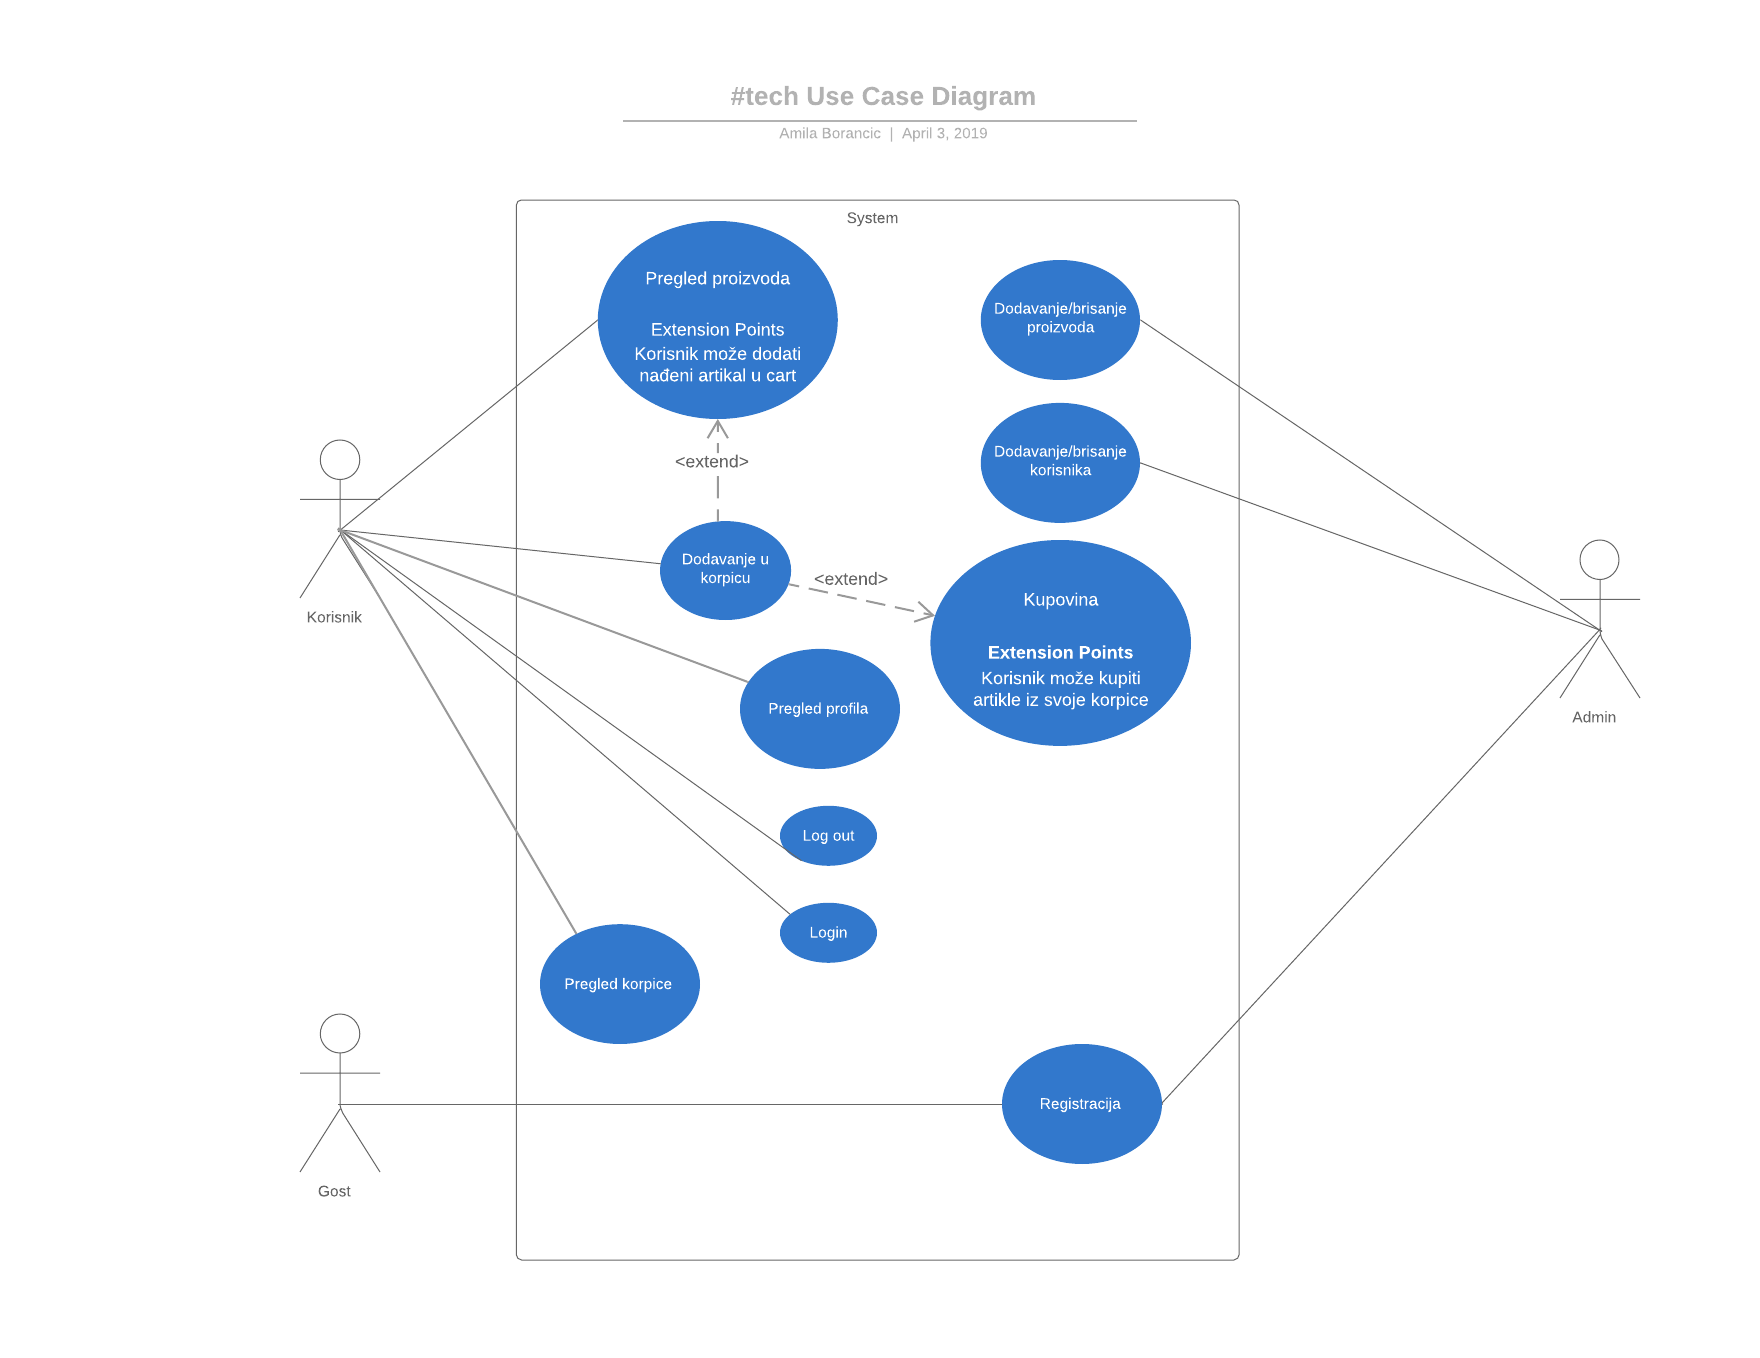 #tech Use Case Diagram
Amila Borancic | April 3, 2019
System
Pregled proizvoda
Extension Points
Korisnik može dodati
nađeni artikal u cart
Dodavanje/brisanje
proizvoda
<extend>
Dodavanje/brisanje
korisnika
Korisnik
Dodavanje u
korpicu
<extend>
Kupovina
Extension Points
Korisnik može kupiti
artikle iz svoje korpice
Admin
Pregled profila
Log out
Login
Pregled korpice
Registracija
Gost